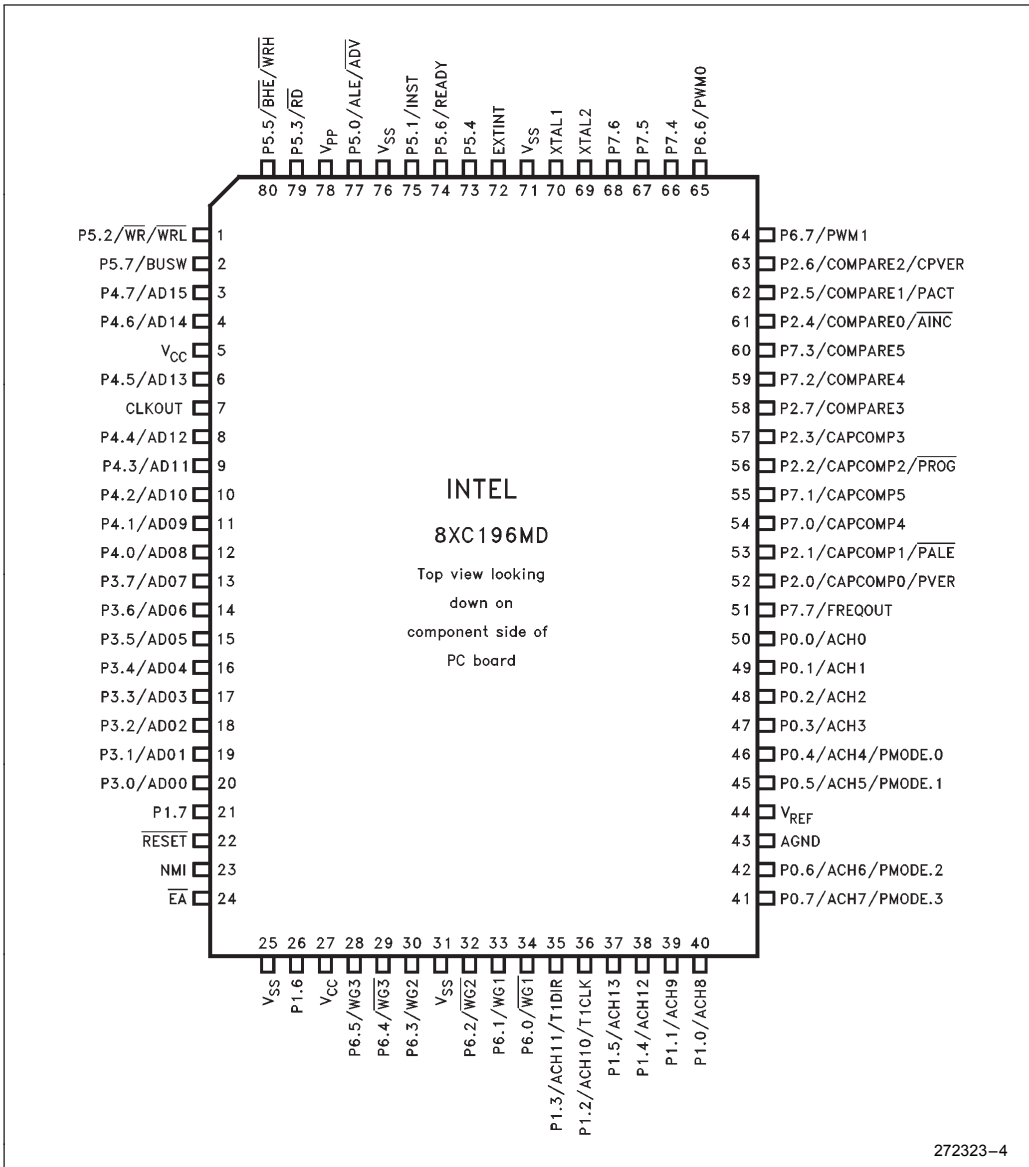 P5.5/B̅H̅E̅/W̅R̅H̅
P5.3/R̅D̅
VPP
P5.0/ALE/A̅D̅V̅
VSS
P5.1/INST
P5.6/READY
P5.4
EXTINT
VSS
XTAL1
XTAL2
P7.6
P7.5
P7.4
P6.6/PWM0
80 79 78 77 76 75 74 73 72 71 70 69 68 67 66 65
P5.2/W̅R̅/W̅R̅L̅ 1
P5.7/BUSW 2
P4.7/AD15 3
P4.6/AD14 4
VCC 5
P4.5/AD13 6
CLKOUT 7
P4.4/AD12 8
P4.3/AD11 9
P4.2/AD10 10
P4.1/AD09 11
P4.0/AD08 12
P3.7/AD07 13
P3.6/AD06 14
P3.5/AD05 15
P3.4/AD04 16
P3.3/AD03 17
P3.2/AD02 18
P3.1/AD01 19
P3.0/AD00 20
P1.7 21
R̅E̅S̅E̅T̅ 22
NMI 23
E̅A̅ 24
INTEL
8XC196MD
Top view looking
down on
component side of
PC board
64 P6.7/PWM1
63 P2.6/COMPARE2/CPVER
62 P2.5/COMPARE1/PACT
61 P2.4/COMPARE0/A̅I̅N̅C̅
60 P7.3/COMPARE5
59 P7.2/COMPARE4
58 P2.7/COMPARE3
57 P2.3/CAPCOMP3
56 P2.2/CAPCOMP2/P̅R̅O̅G̅
55 P7.1/CAPCOMP5
54 P7.0/CAPCOMP4
53 P2.1/CAPCOMP1/P̅A̅L̅E̅
52 P2.0/CAPCOMP0/PVER
51 P7.7/FREQOUT
50 P0.0/ACH0
49 P0.1/ACH1
48 P0.2/ACH2
47 P0.3/ACH3
46 P0.4/ACH4/PMODE.0
45 P0.5/ACH5/PMODE.1
44 VREF
43 AGND
42 P0.6/ACH6/PMODE.2
41 P0.7/ACH7/PMODE.3
25 26 27 28 29 30 31 32 33 34 35 36 37 38 39 40
VSS
P1.6
VCC
P6.5/WG3
P6.4/W̅G̅3̅
P6.3/WG2
VSS
P6.2/W̅G̅2̅
P6.1/WG1
P6.0/W̅G̅1̅
P1.3/ACH11/T1DIR
P1.2/ACH10/T1CLK
P1.5/ACH13
P1.4/ACH12
P1.1/ACH9
P1.0/ACH8
272323–4